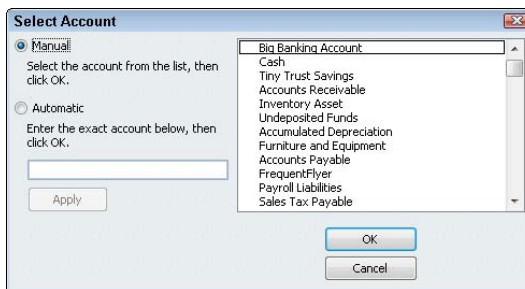 Select Account
Manual
Select the account from the list, then
click OK.
Automatic
Enter the exact account below, then
click OK.
Apply
Big Banking Account
Cash
Tiny Trust Savings
Accounts Receivable
Inventory Asset
Undeposited Funds
Accumulated Depreciation
Furniture and Equipment
Accounts Payable
FrequentFlyer
Payroll Liabilities
Sales Tax Payable
OK
Cancel